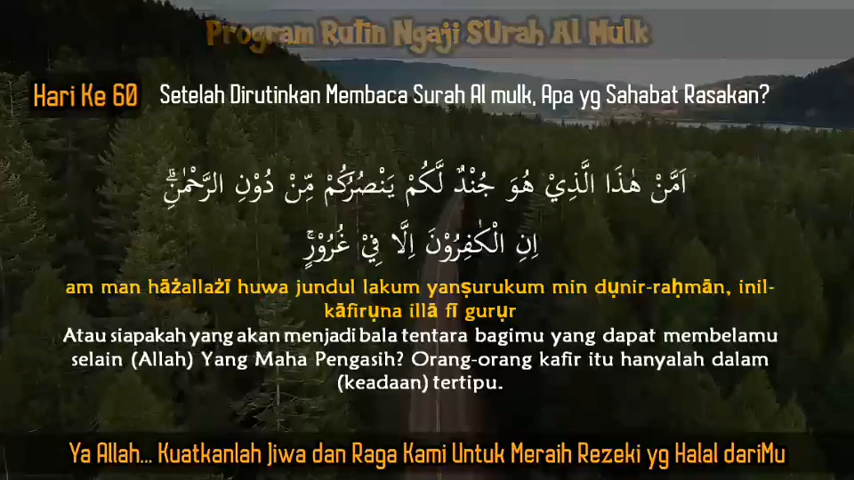 Program Rutin Ngaji SUrah Al Mulk
Hari Ke 60
Setelah Dirutinkan Membaca Surah Al mulk, Apa yg Sahabat Rasakan?
اَمَّنْ هٰذَا الَّذِيْ هُوَ جُنْدٌ لَّكُمْ يَنْصُرُكُمْ مِّنْ دُوْنِ الرَّحْمٰنِۗ
اِنِ الْكٰفِرُوْنَ اِلَّا فِيْ غُرُوْرٍۚ
am man hāżallażī huwa jundul lakum yanṣurukum min dụnir-raḥmān, inil-
kāfirụna illā fī gurụr
Atau siapakah yang akan menjadi bala tentara bagimu yang dapat membelamu
selain (Allah) Yang Maha Pengasih? Orang-orang kafir itu hanyalah dalam
(keadaan) tertipu.
Ya Allah... Kuatkanlah Jiwa dan Raga Kami Untuk Meraih Rezeki yg Halal dariMu